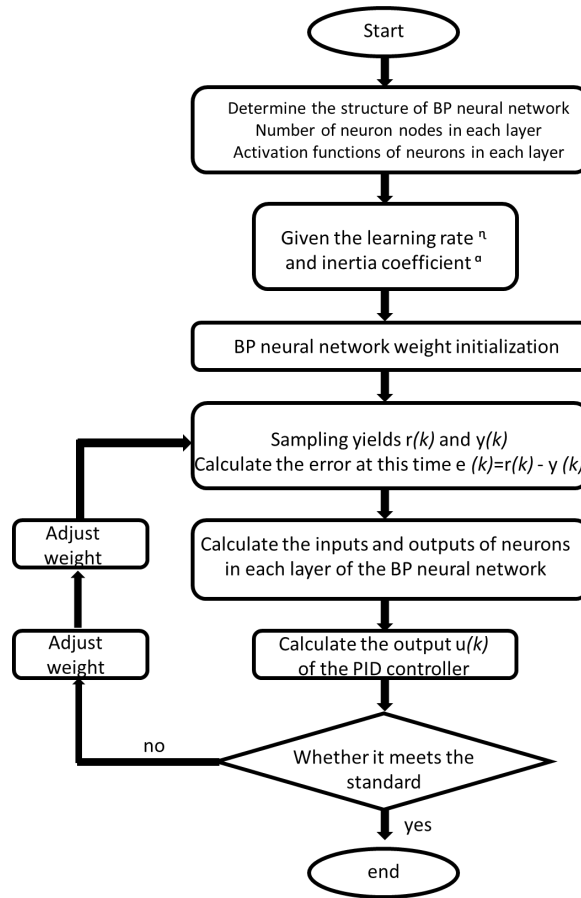 Start
Determine the structure of BP neural network
Number of neuron nodes in each layer
Activation functions of neurons in each layer
Given the learning rate η
and inertia coefficient α
BP neural network weight initialization
Sampling yields r(k) and y(k)
Calculate the error at this time e (k)=r(k) - y (k)
Calculate the inputs and outputs of neurons
in each layer of the BP neural network
Calculate the output u(k)
of the PID controller
Whether it meets the
standard
no
Adjust
weight
Adjust
weight
yes
end